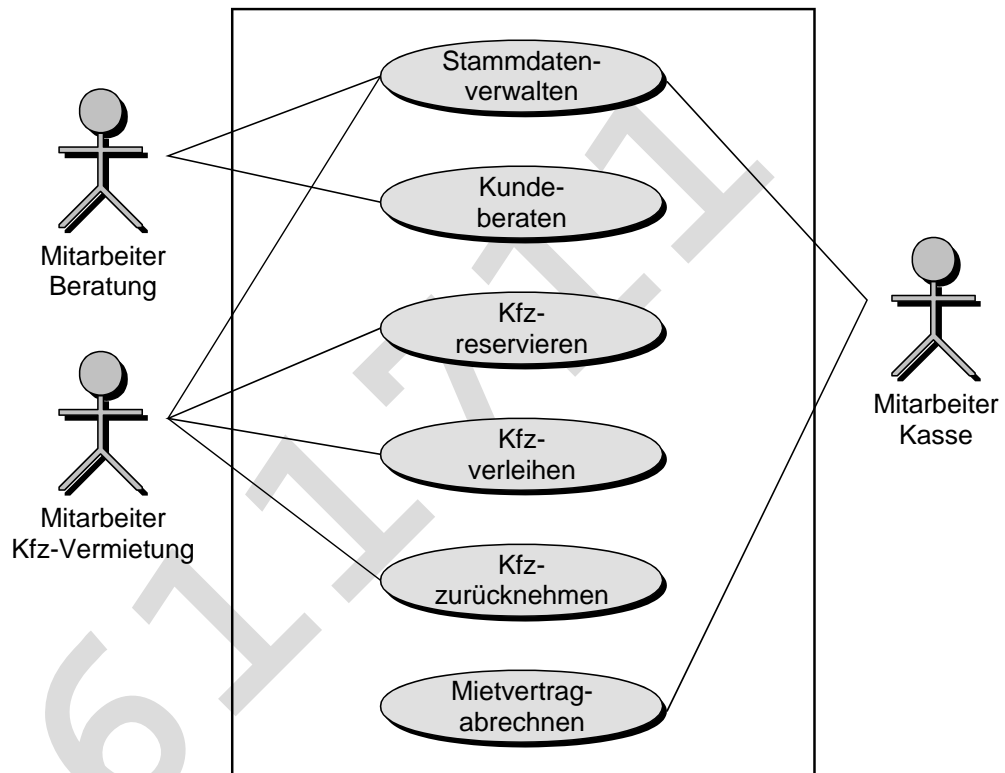 Stammdaten-
verwalten
Kunde-
beraten
Kfz-
reservieren
Kfz-
verleihen
Kfz-
zurücknehmen
Mietvertrag-
abrechnen
Mitarbeiter
Beratung
Mitarbeiter
Kfz-Vermietung
Mitarbeiter
Kasse